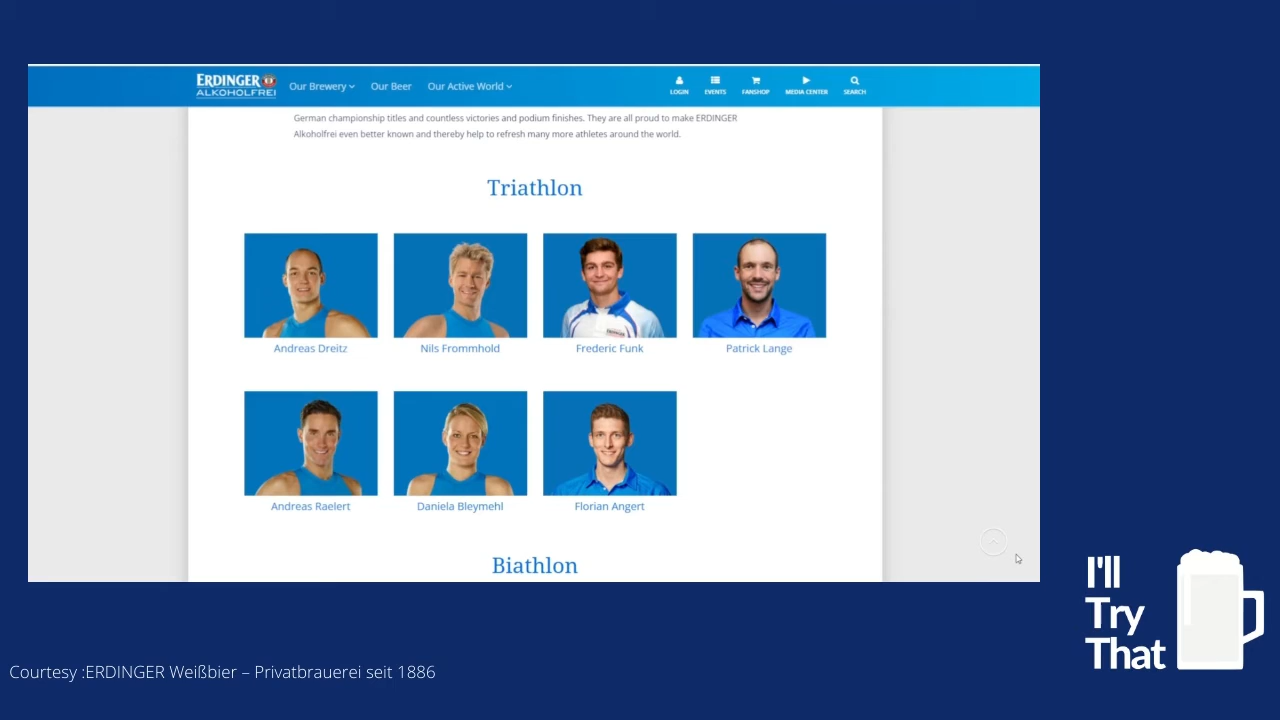 ERDINGER
ALKOHOLFREI
Our Brewery
Our Beer
Our Active World
LOGIN
EVENTS
FANSHOP
MEDIA CENTER
SEARCH
German championship titles and countless victories and podium finishes. They are all proud to make ERDINGER
Alkoholfrei even better known and thereby help to refresh many more athletes around the world.
Triathlon
Andreas Dreitz
Nils Frommhold
Frederic Funk
Patrick Lange
Andreas Raelert
Daniela Bleymehl
Florian Angert
Biathlon
I'll
Try
That
Courtesy :ERDINGER Weißbier – Privatbrauerei seit 1886